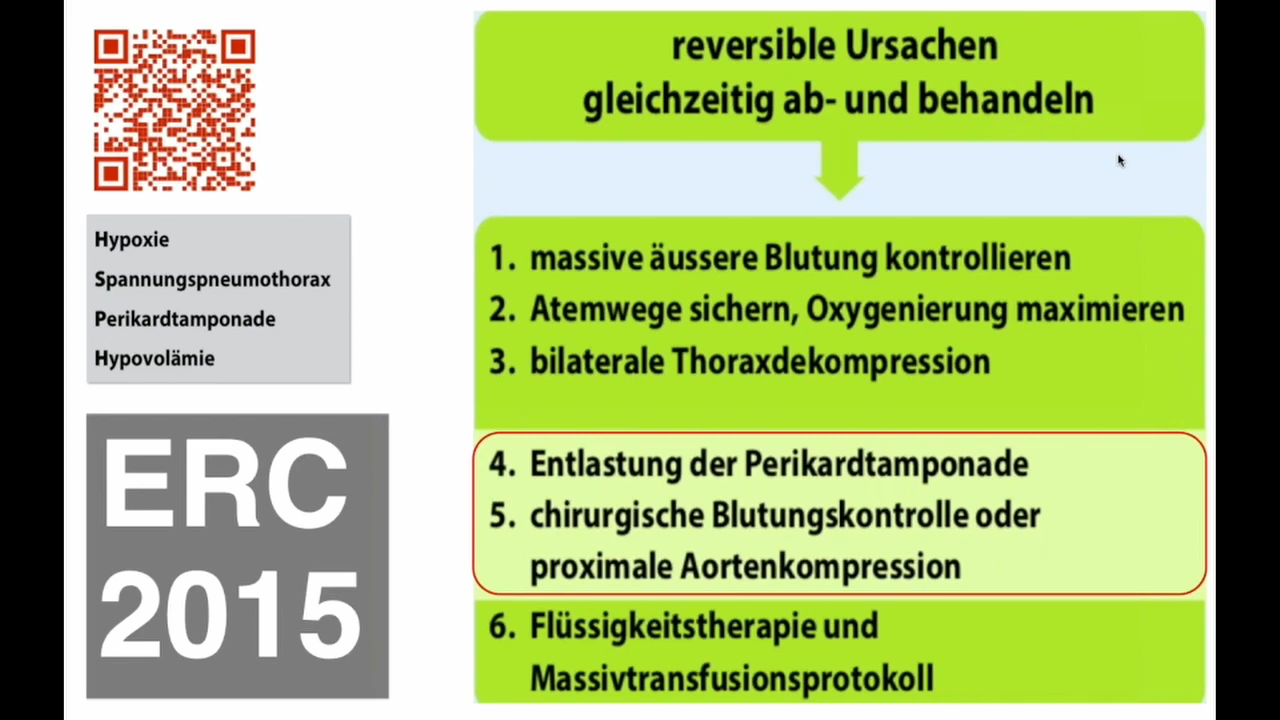 reversible Ursachen
gleichzeitig ab- und behandeln
Hypoxie
Spannungspneumothorax
Perikardtamponade
Hypovolämie
ERC
2015
1. massive äussere Blutung kontrollieren
2. Atemwege sichern, Oxygenierung maximieren
3. bilaterale Thoraxdekompression
4. Entlastung der Perikardtamponade
5. chirurgische Blutungskontrolle oder
proximale Aortenkompression
6. Flüssigkeitstherapie und
Massivtransfusionsprotokoll